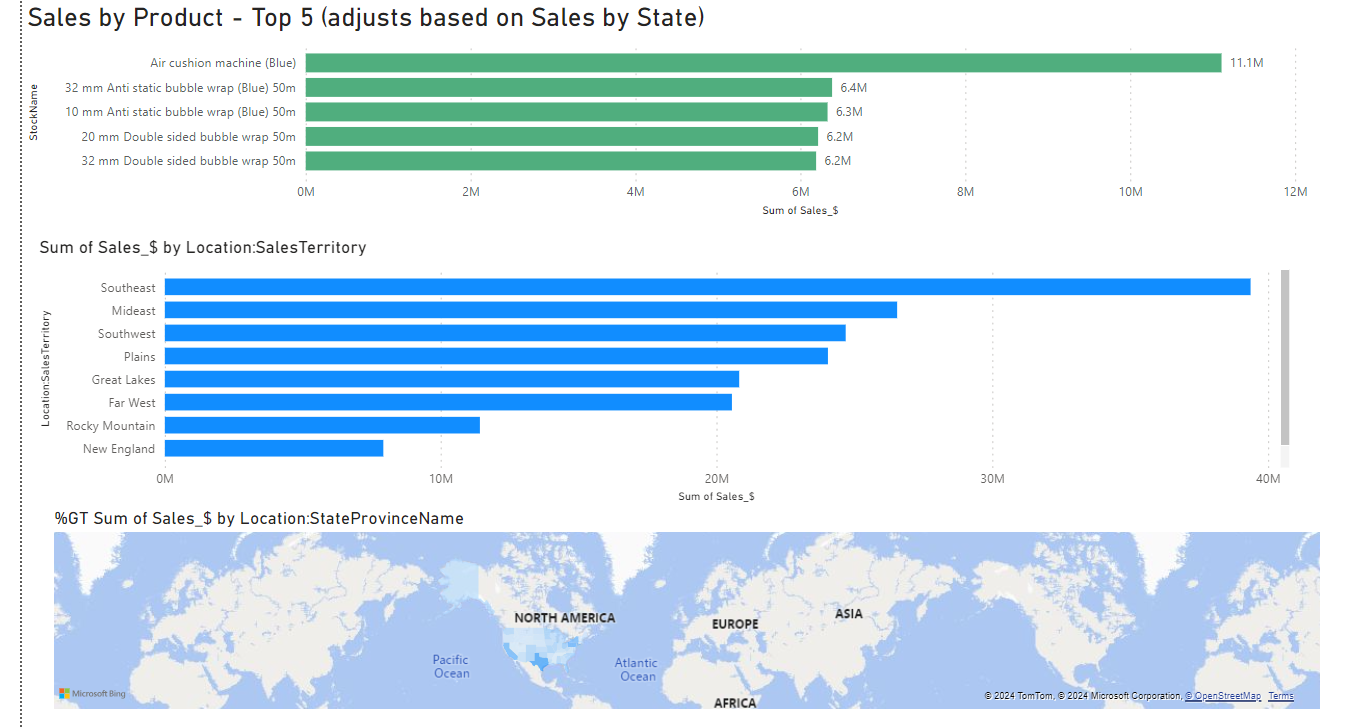 Sales by Product - Top 5 (adjusts based on Sales by State)
StockName
Air cushion machine (Blue) 11.1M
32 mm Anti static bubble wrap (Blue) 50m 6.4M
10 mm Anti static bubble wrap (Blue) 50m 6.3M
20 mm Double sided bubble wrap 50m 6.2M
32 mm Double sided bubble wrap 50m 6.2M
0M 2M 4M 6M 8M 10M 12M
Sum of Sales_$
Sum of Sales_$ by Location:SalesTerritory
Location:SalesTerritory
Southeast
Mideast
Southwest
Plains
Great Lakes
Far West
Rocky Mountain
New England
0M 10M 20M 30M 40M
Sum of Sales_$
%GT Sum of Sales_$ by Location:StateProvinceName
NORTH AMERICA
EUROPE
ASIA
Pacific
Ocean
Atlantic
Ocean
AFRICA
Microsoft Bing
© 2024 TomTom, © 2024 Microsoft Corporation, © OpenStreetMap Terms